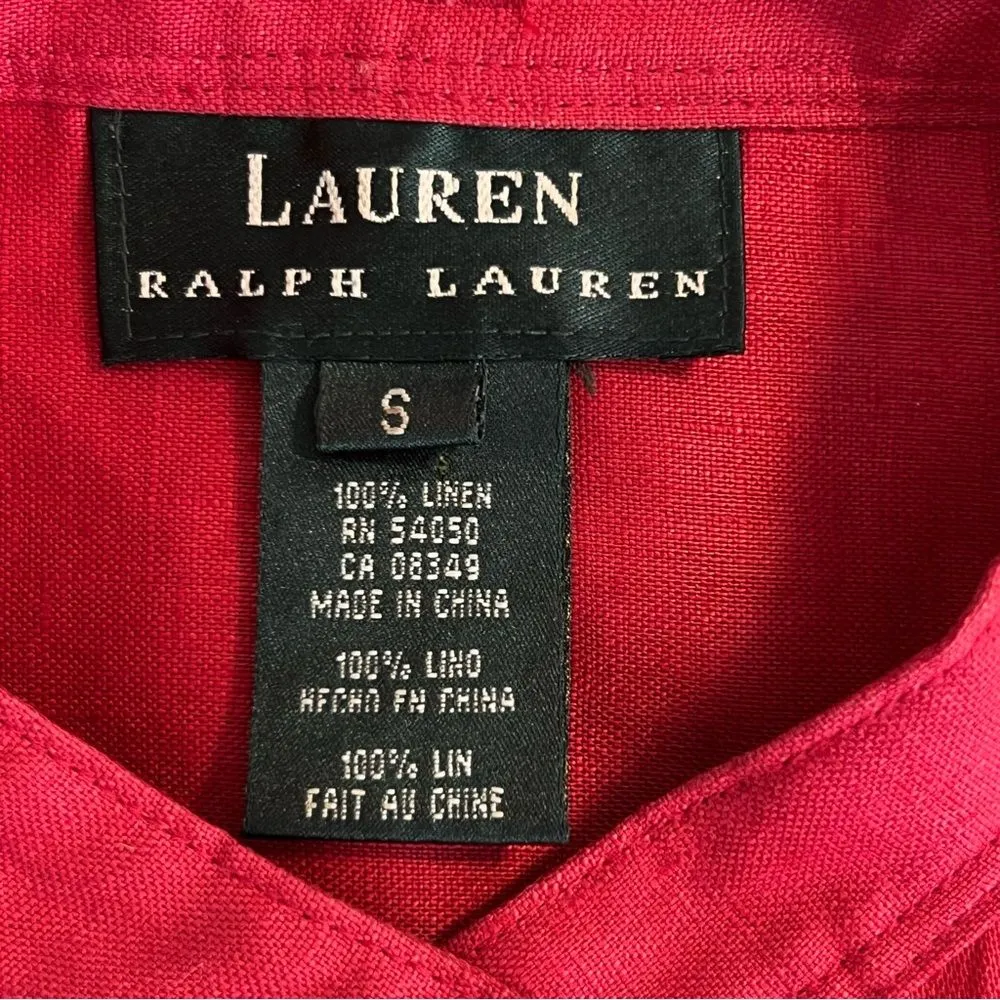 LAUREN
RALPH LAUREN
S
100% LINEN
RN 54050
CA 08349
MADE IN CHINA
100% LINO
HECHO EN CHINA
100% LIN
FAIT AU CHINE